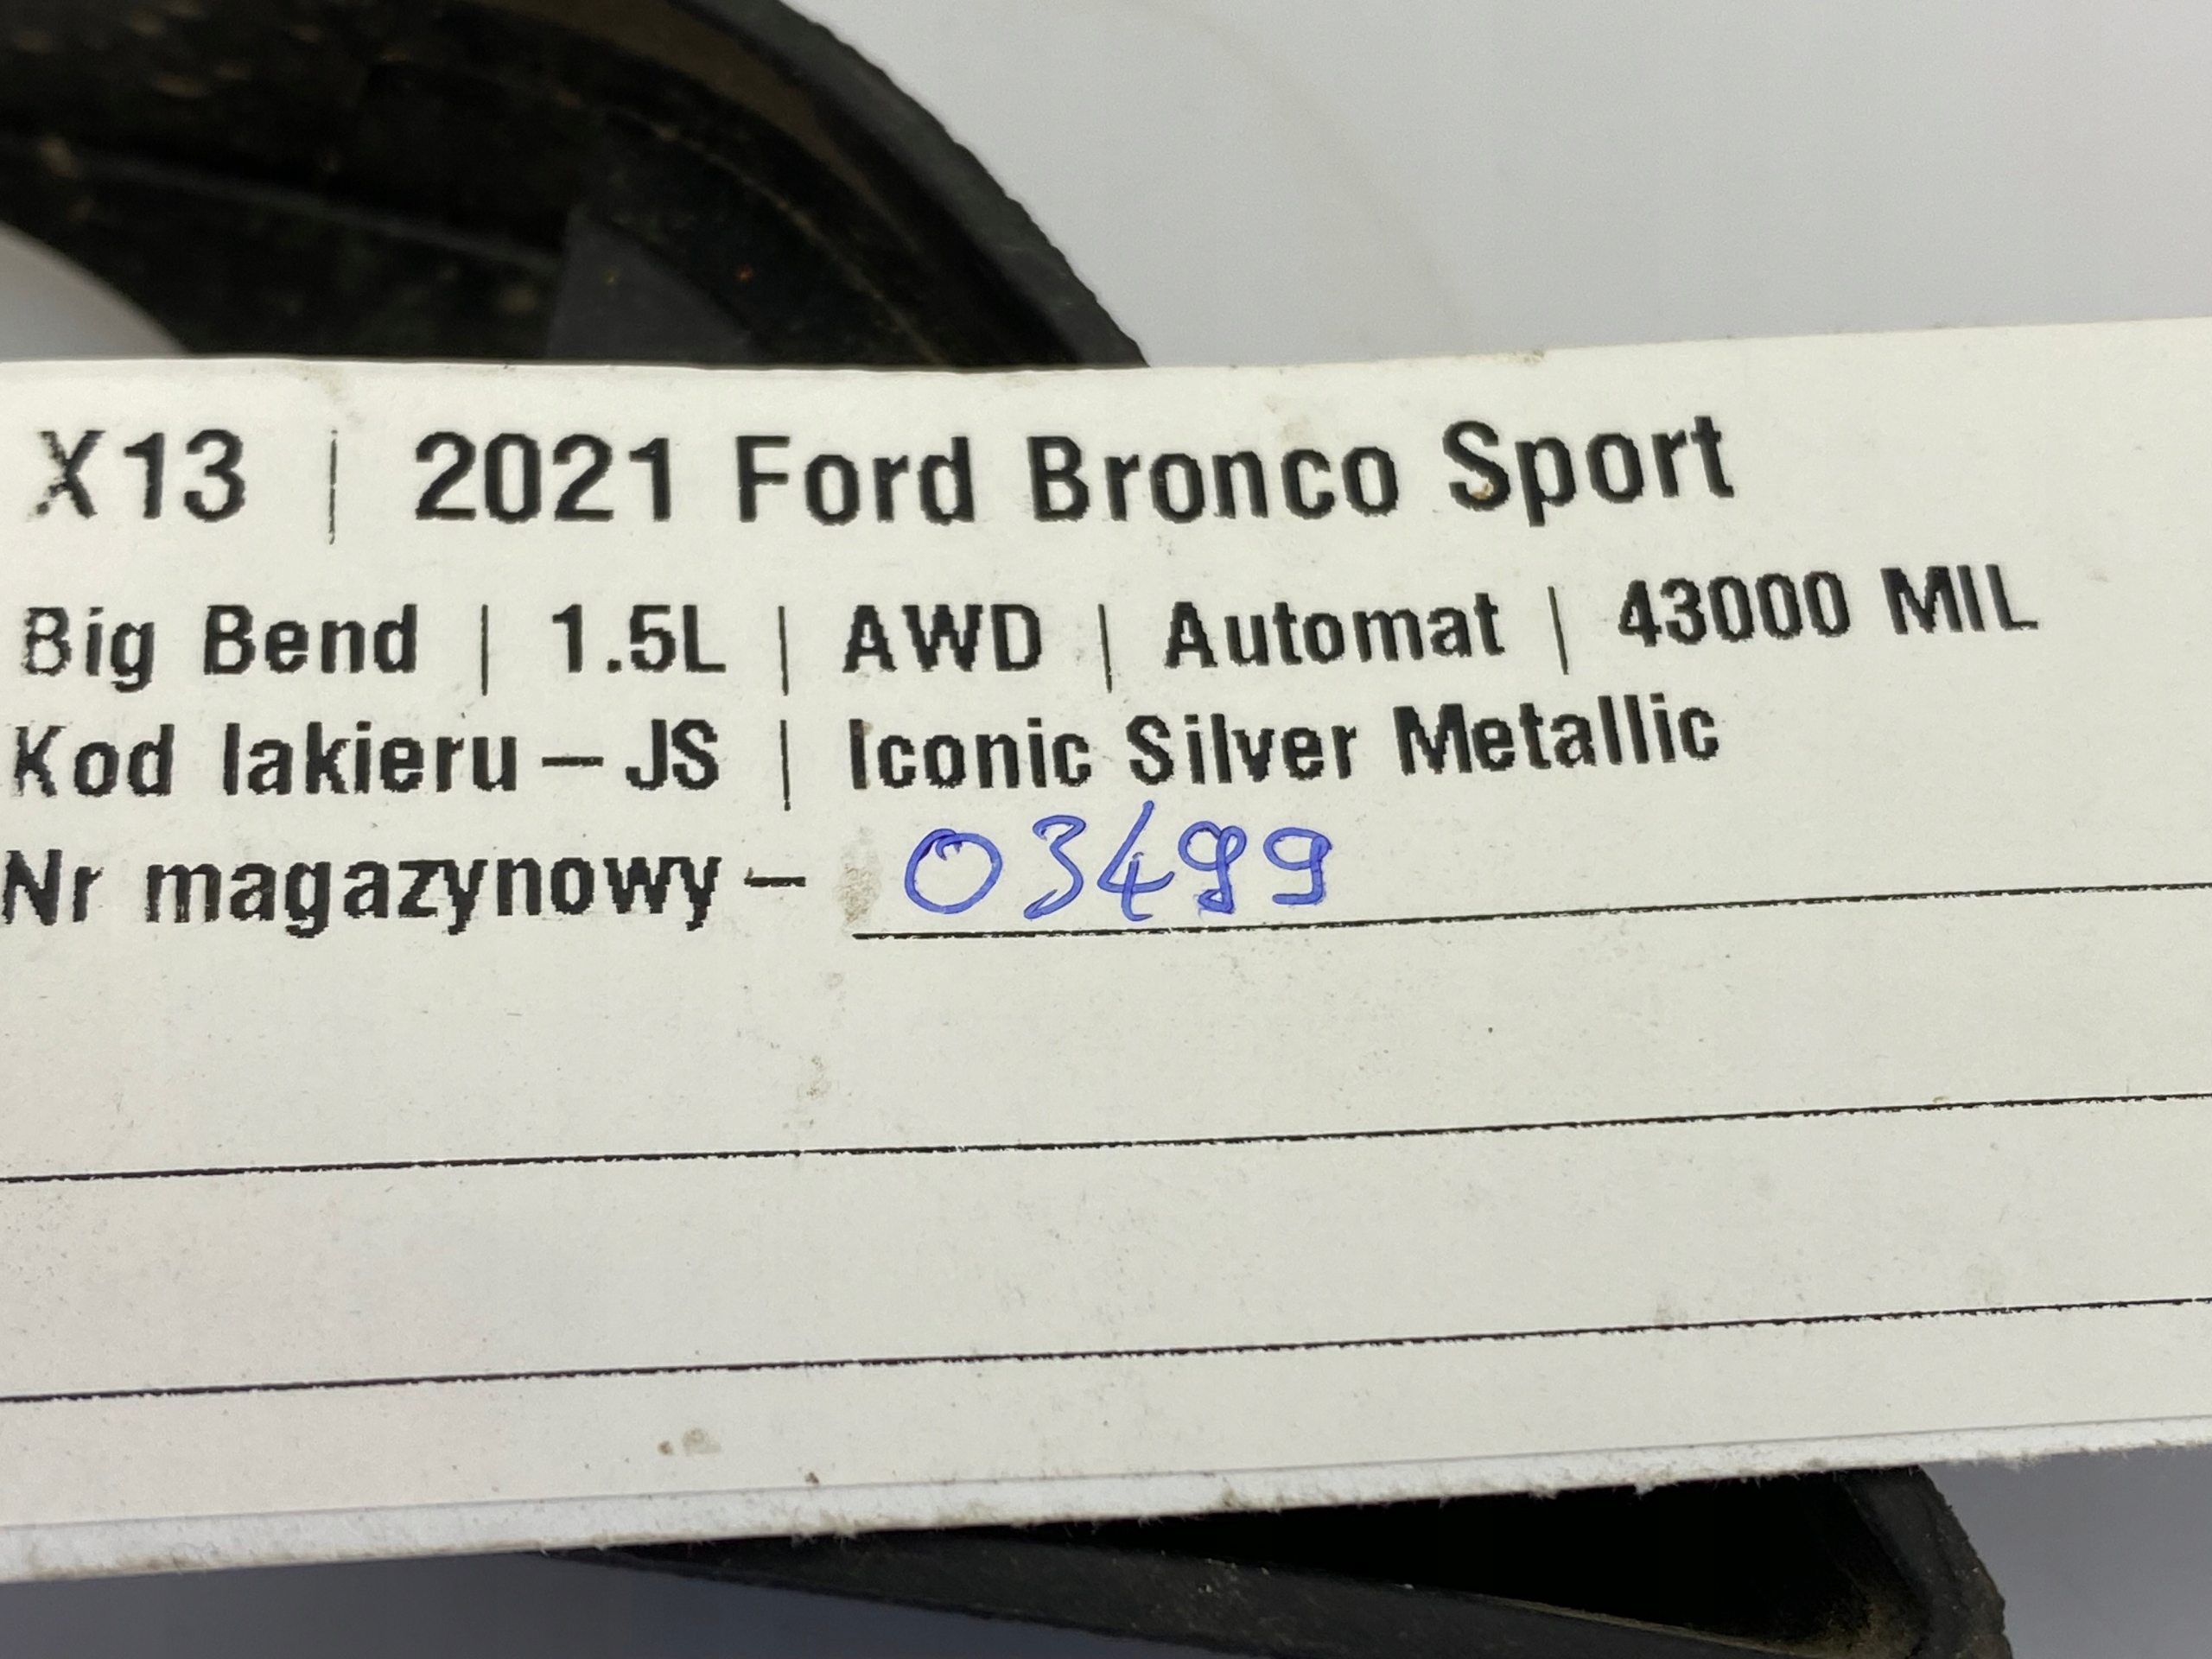 X13 | 2021 Ford Bronco Sport
Big Bend | 1.5L | AWD | Automat | 43000 MIL
Kod lakieru – JS | Iconic Silver Metallic
Nr magazynowy – 03499